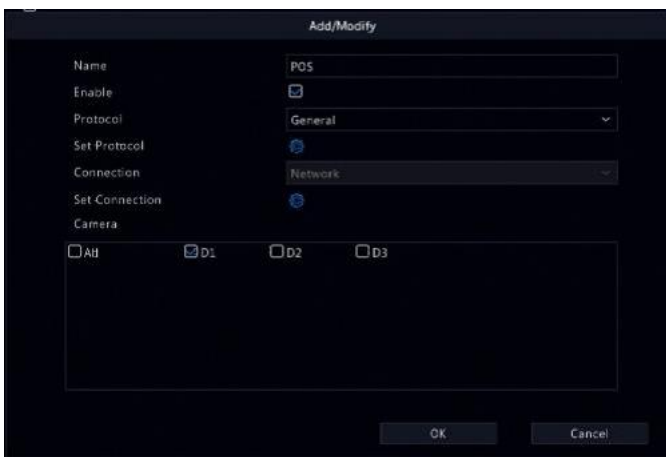 Add/Modify
Name POS
Enable
Protocol General
Set Protocol
Connection Network
Set Connection
Camera
All D1 D2 D3
OK Cancel